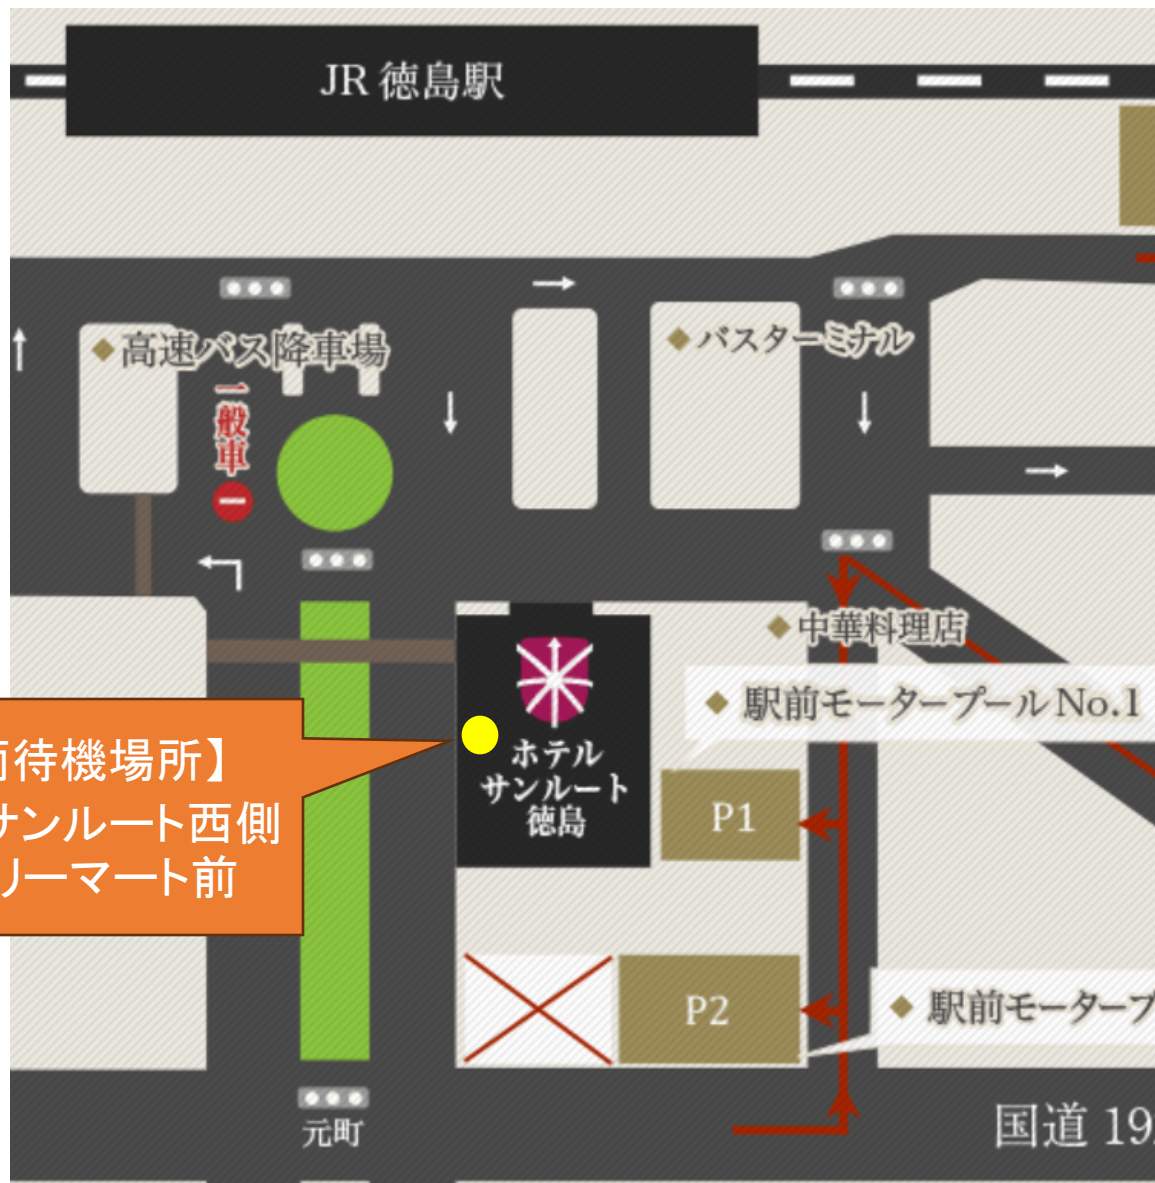 JR 徳島駅
高速バス降車場
バスターミナル
一般車
中華料理店
駅前モータープールNo.1
待機場所】
サンルート西側
リーマート前
ホテル
サンルート
徳島
P1
P2
駅前モータープ
元町
国道 19